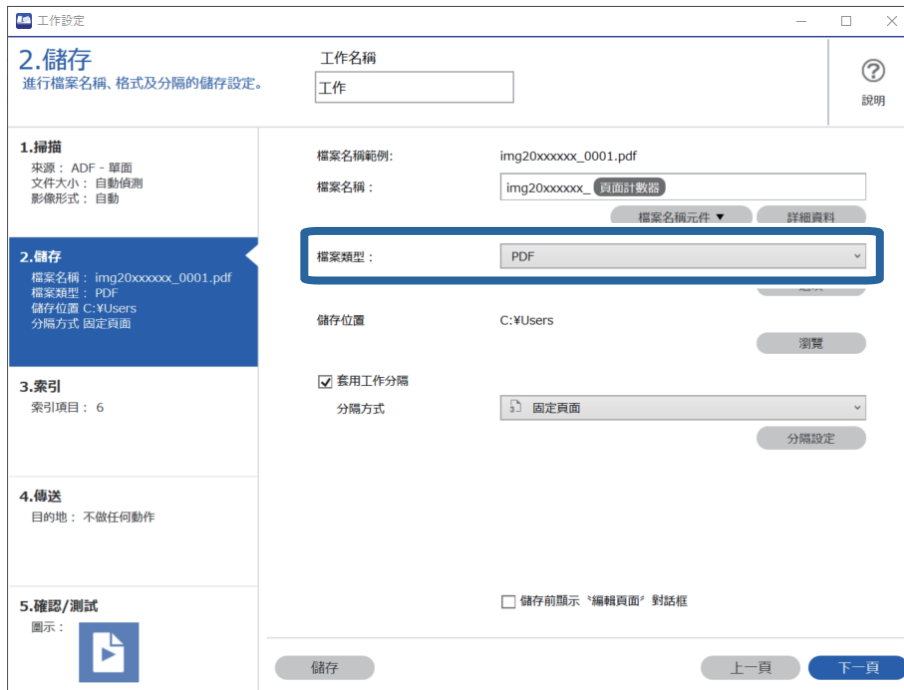 工作設定
2.儲存
進行檔案名稱、格式及分隔的儲存設定。
工作名稱
工作
說明
1.掃描
來源： ADF - 單面
文件大小： 自動偵測
影像形式： 自動
2.儲存
檔案名稱： img20xxxxxx_0001.pdf
檔案類型： PDF
儲存位置 C:¥Users
分隔方式 固定頁面
3.索引
索引項目： 6
4.傳送
目的地： 不做任何動作
5.確認/測試
圖示：
檔案名稱範例: img20xxxxxx_0001.pdf
檔案名稱： img20xxxxxx_ 頁面計數器
檔案名稱元件▼ 詳細資料
檔案類型： PDF
儲存位置 C:¥Users
瀏覽
套用工作分隔
分隔方式 固定頁面
分隔設定
儲存前顯示〝編輯頁面〞對話框
儲存 上一頁 下一頁